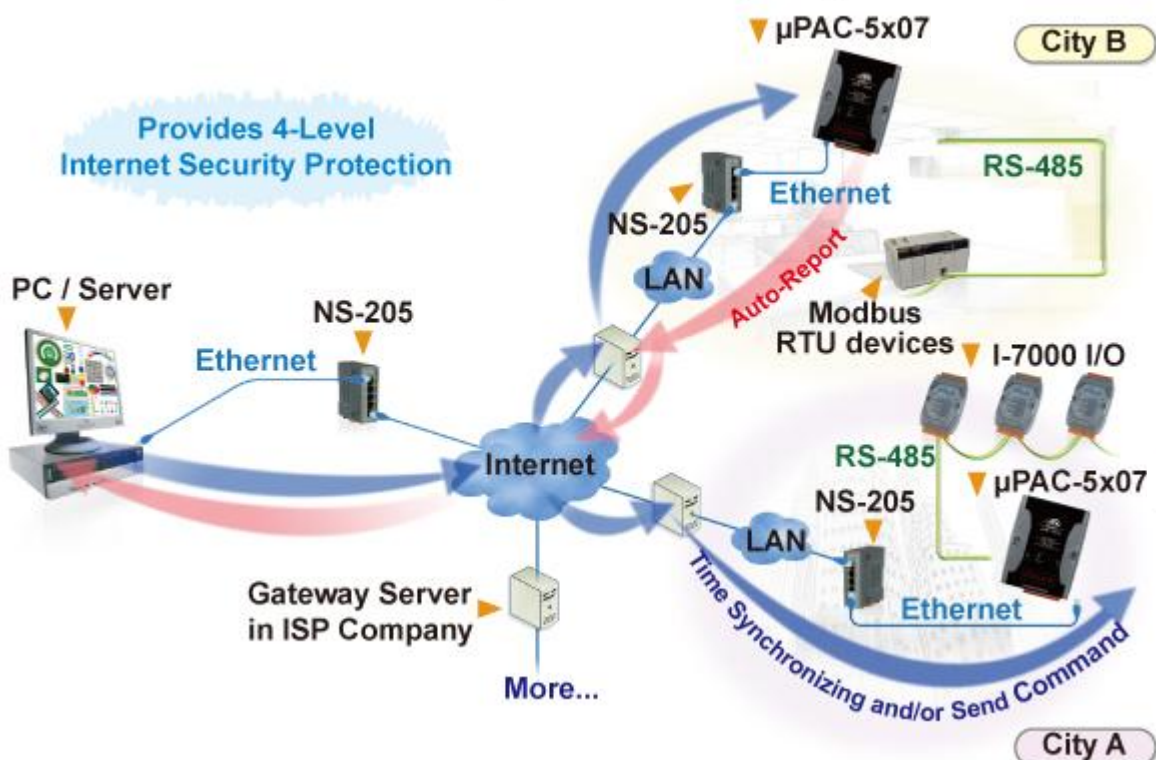 µPAC-5x07
City B
Provides 4-Level
Internet Security Protection
RS-485
Ethernet
NS-205
LAN
Auto-Report
PC / Server
NS-205
Modbus
RTU devices
Ethernet
I-7000 I/O
Internet
RS-485
µPAC-5x07
NS-205
LAN
Gateway Server
in ISP Company
Ethernet
Time Synchronizing and/or Send Command
More...
City A